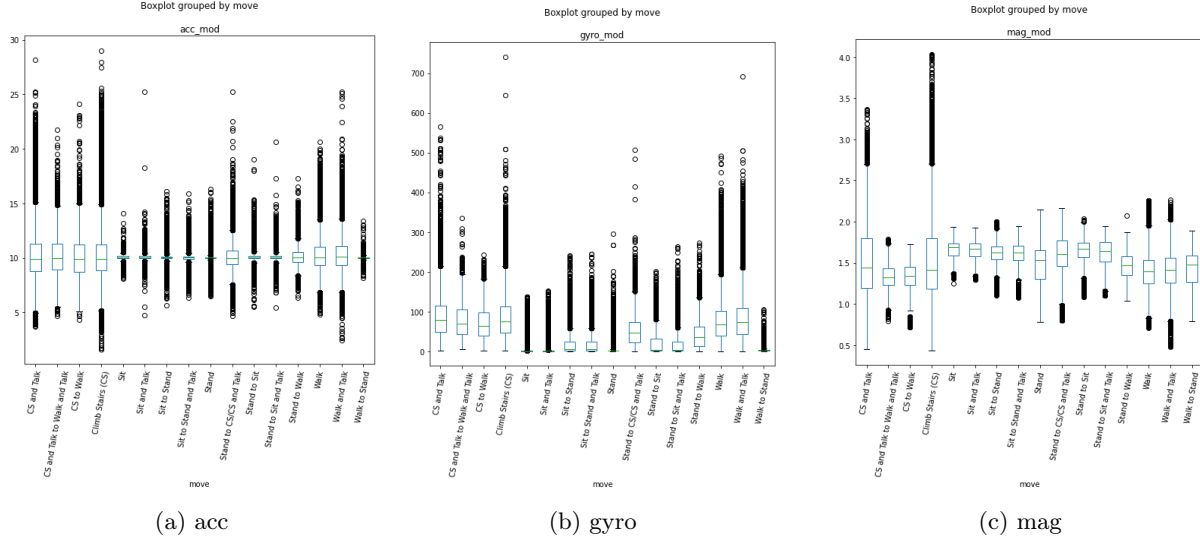 Boxplot grouped by move
acc_mod
30
25
20
15
10
5
CS and Talk
CS and Talk to Walk and Talk
CS to Walk
Climb Stairs (CS)
Sit
Sit and Talk
Sit to Stand
Sit to Stand and Talk
Stand
Stand to CS/CS and Talk
Stand to Sit
Stand to Sit and Talk
Stand to Walk
Walk
Walk and Talk
Walk to Stand
move
(a) acc
Boxplot grouped by move
gyro_mod
700
600
500
400
300
200
100
0
CS and Talk
CS and Talk to Walk and Talk
CS to Walk
Climb Stairs (CS)
Sit
Sit and Talk
Sit to Stand
Sit to Stand and Talk
Stand
Stand to CS/CS and Talk
Stand to Sit
Stand to Sit and Talk
Stand to Walk
Walk
Walk and Talk
Walk to Stand
move
(b) gyro
Boxplot grouped by move
mag_mod
4.0
3.5
3.0
2.5
2.0
1.5
1.0
0.5
CS and Talk
CS and Talk to Walk and Talk
CS to Walk
Climb Stairs (CS)
Sit
Sit and Talk
Sit to Stand
Sit to Stand and Talk
Stand
Stand to CS/CS and Talk
Stand to Sit
Stand to Sit and Talk
Stand to Walk
Walk
Walk and Talk
Walk to Stand
move
(c) mag